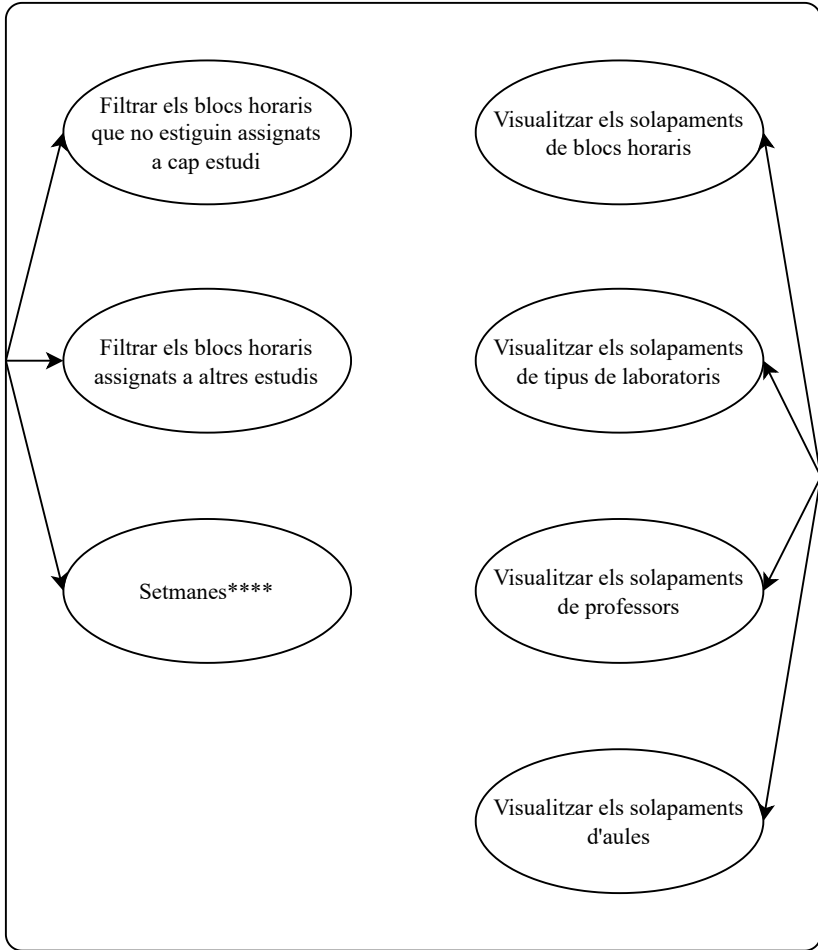 Filtrar els blocs horaris
que no estiguin assignats
a cap estudi
Visualitzar els solapaments
de blocs horaris
Filtrar els blocs horaris
assignats a altres estudis
Visualitzar els solapaments
de tipus de laboratoris
Setmanes****
Visualitzar els solapaments
de professors
Visualitzar els solapaments
d'aules